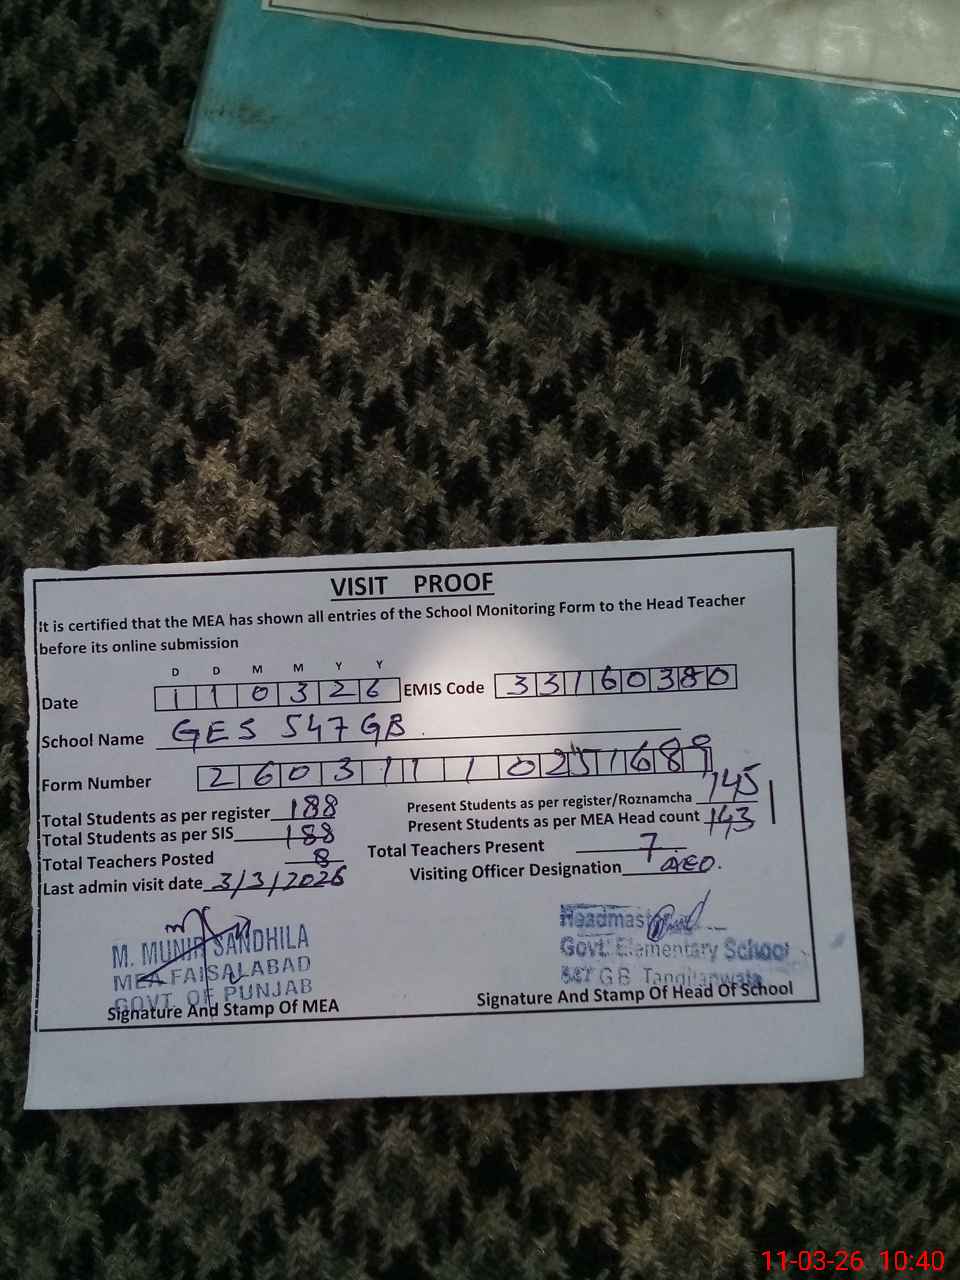 VISIT PROOF
It is certified that the MEA has shown all entries of the School Monitoring Form to the Head Teacher
before its online submission
D D M M Y Y
Date 1 1 0 3 2 6 EMIS Code 3 3 1 6 0 3 8 0
School Name GES 547 GB
Form Number 2 6 0 3 1 1 1 0 2 5 1 6 8 9
Total Students as per register 188 Present Students as per register/Roznamcha 145
Total Students as per SIS 188 Present Students as per MEA Head count 143
Total Teachers Posted 8 Total Teachers Present 7
Last admin visit date 3/3/2026 Visiting Officer Designation AEO.
M. MUNIR SANDHILA Headmaster
MEA FAISALABAD Govt. Elementary School
GOVT. OF PUNJAB 547 GB Tandlianwala
Signature And Stamp Of MEA Signature And Stamp Of Head Of School
11-03-26 10:40